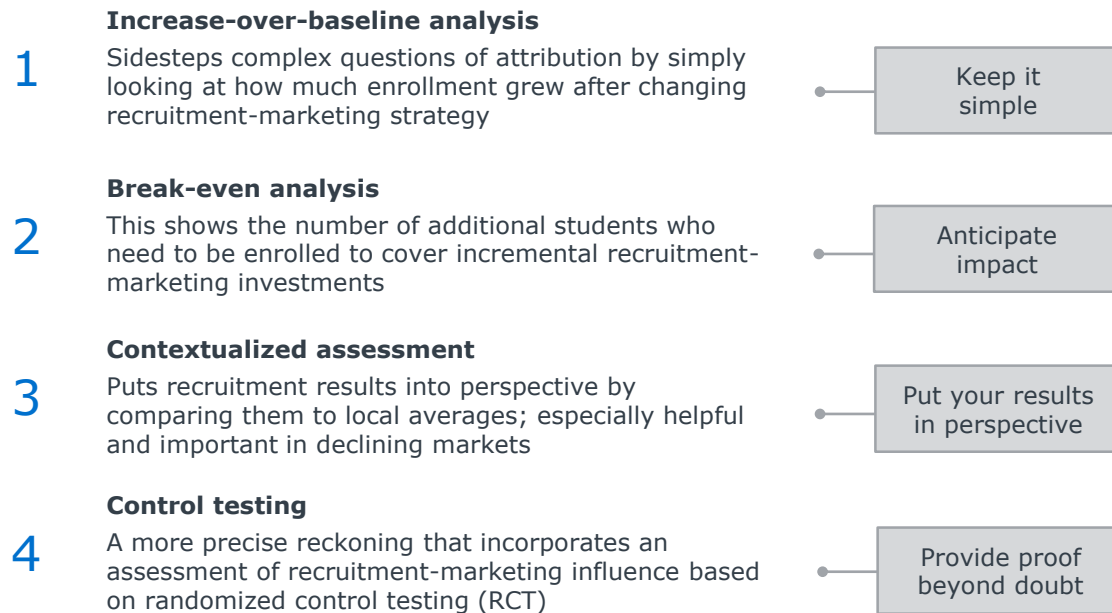 Increase-over-baseline analysis
1
Sidesteps complex questions of attribution by simply
looking at how much enrollment grew after changing
recruitment-marketing strategy
Keep it
simple
Break-even analysis
2
This shows the number of additional students who
need to be enrolled to cover incremental recruitment-
marketing investments
Anticipate
impact
Contextualized assessment
3
Puts recruitment results into perspective by
comparing them to local averages; especially helpful
and important in declining markets
Put your results
in perspective
Control testing
4
A more precise reckoning that incorporates an
assessment of recruitment-marketing influence based
on randomized control testing (RCT)
Provide proof
beyond doubt